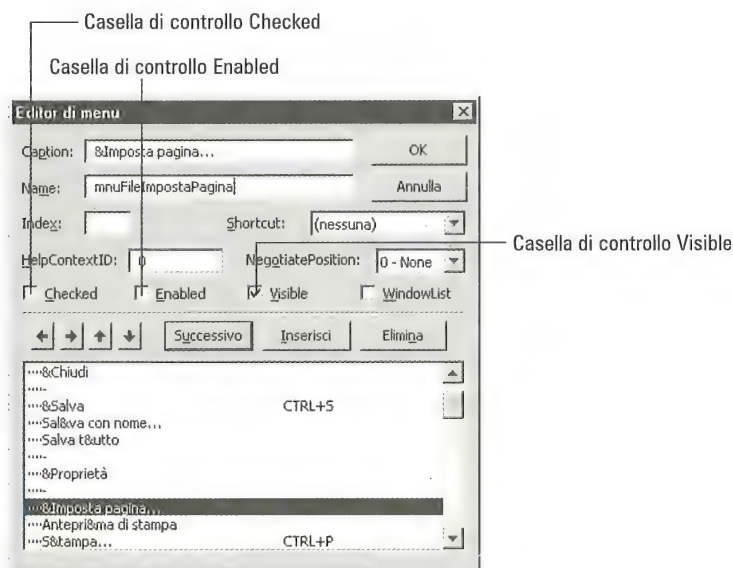 Casella di controllo Checked
Casella di controllo Enabled
Editor di menu
Caption: &Imposta pagina... OK
Name: mnuFileImpostaPagina Annulla
Index: Shortcut: (nessuna)
HelpContextID: 0 NegotiatePosition: 0 - None
Casella di controllo Visible
Checked Enabled Visible WindowList
Successivo Inserisci Elimina
····&Chiudi
····-
····&Salva CTRL+S
····Sal&va con nome...
····Salva t&utto
····-
····&Proprietà
····-
····&Imposta pagina...
····Antepri&ma di stampa
····S&tampa... CTRL+P